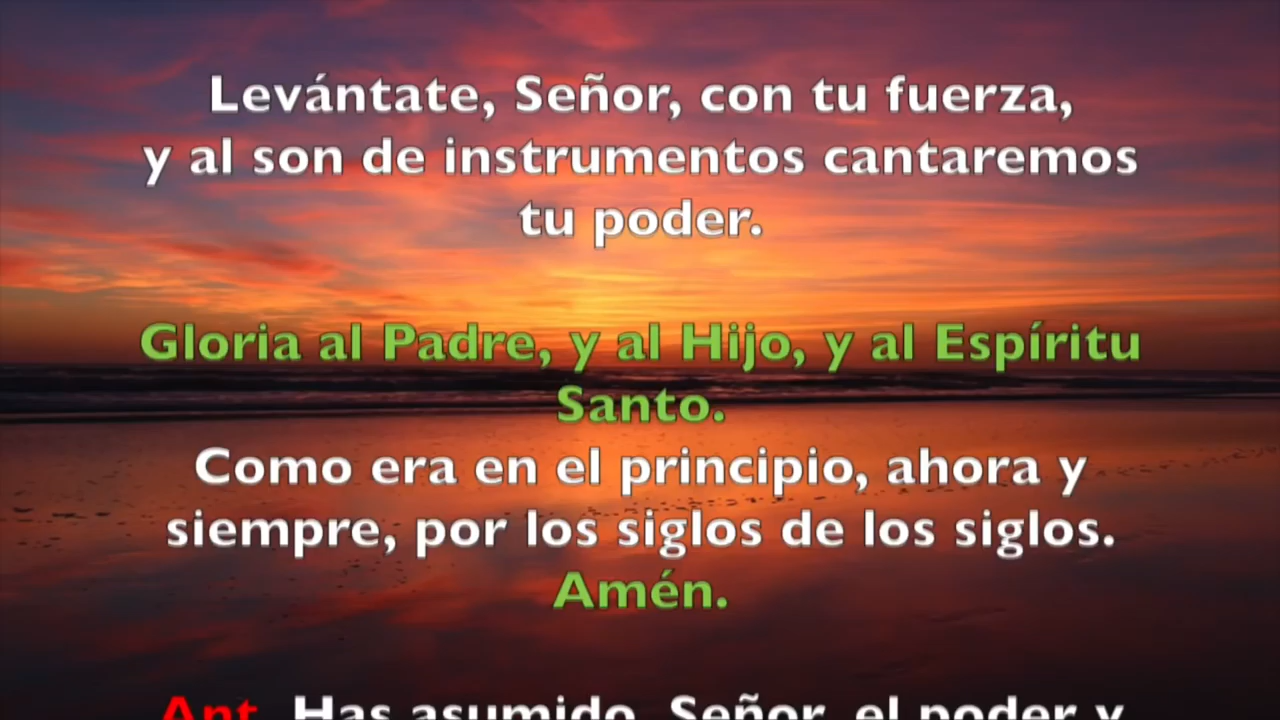 Levántate, Señor, con tu fuerza,
y al son de instrumentos cantaremos
tu poder.
Gloria al Padre, y al Hijo, y al Espíritu
Santo.
Como era en el principio, ahora y
siempre, por los siglos de los siglos.
Amén.
Ant. Has asumido, Señor, el poder y